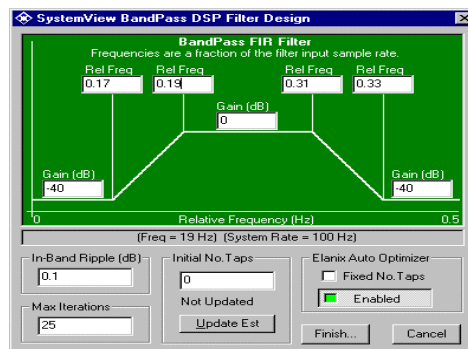 SystemView BandPass DSP Filter Design
BandPass FIR Filter
Frequencies are a fraction of the filter input sample rate.
Rel Freq Rel Freq Rel Freq Rel Freq
0.17 0.19 0.31 0.33
Gain (dB)
0
Gain (dB) Gain (dB)
-40 -40
0 Relative Frequency (Hz) 0.5
(Freq = 19 Hz) (System Rate = 100 Hz)
In-Band Ripple (dB)
0.1
Max Iterations
25
Initial No.Taps
0
Not Updated
Update Est
Elanix Auto Optimizer
Fixed No.Taps
Enabled
Finish... Cancel